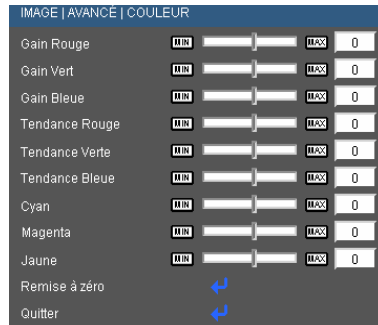 IMAGE | AVANCÉ | COULEUR
Gain Rouge MIN MAX 0
Gain Vert MIN MAX 0
Gain Bleue MIN MAX 0
Tendance Rouge MIN MAX 0
Tendance Verte MIN MAX 0
Tendance Bleue MIN MAX 0
Cyan MIN MAX 0
Magenta MIN MAX 0
Jaune MIN MAX 0
Remise à zéro
Quitter